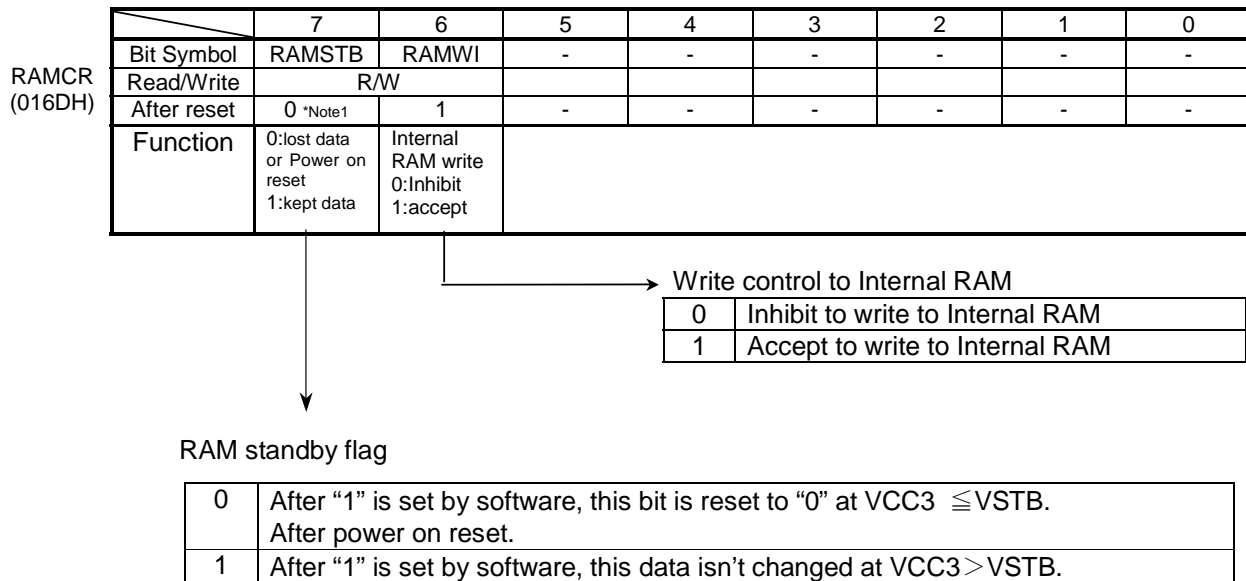 7 6 5 4 3 2 1 0
RAMCR
(016DH)
Bit Symbol RAMSTB RAMWI - - - - - -
Read/Write R/W
After reset 0 *Note1 1 - - - - - -
Function
0:lost data
or Power on
reset
1:kept data
Internal
RAM write
0:Inhibit
1:accept
Write control to Internal RAM
0 Inhibit to write to Internal RAM
1 Accept to write to Internal RAM
RAM standby flag
0 After “1” is set by software, this bit is reset to “0” at VCC3 ≦VSTB.
After power on reset.
1 After “1” is set by software, this data isn’t changed at VCC3＞VSTB.